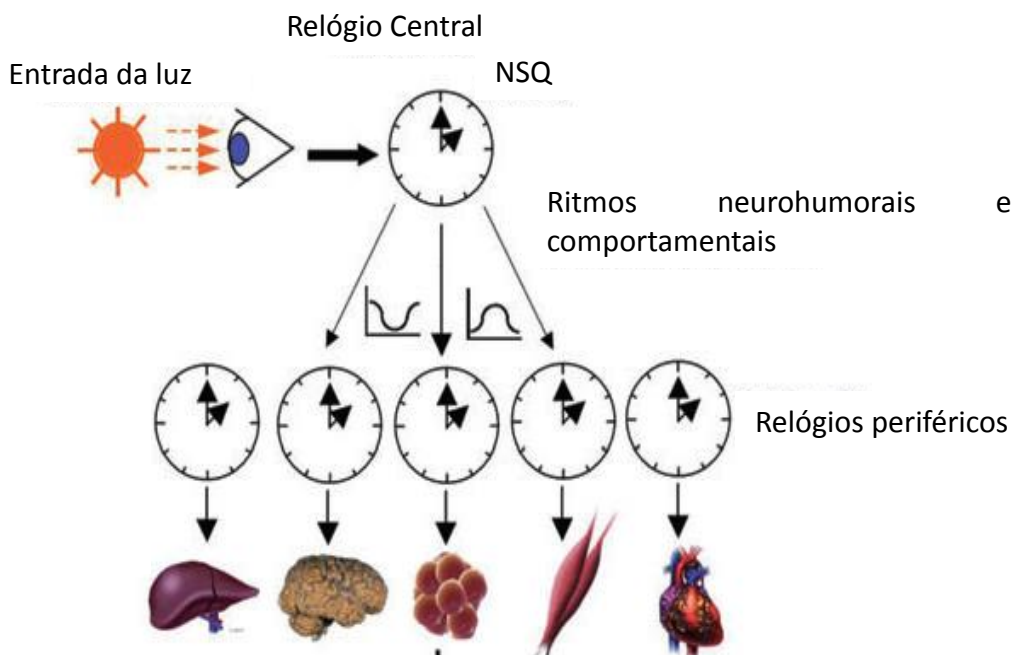 Relógio Central
Entrada da luz
NSQ
Ritmos neurohumorais e
comportamentais
Relógios periféricos